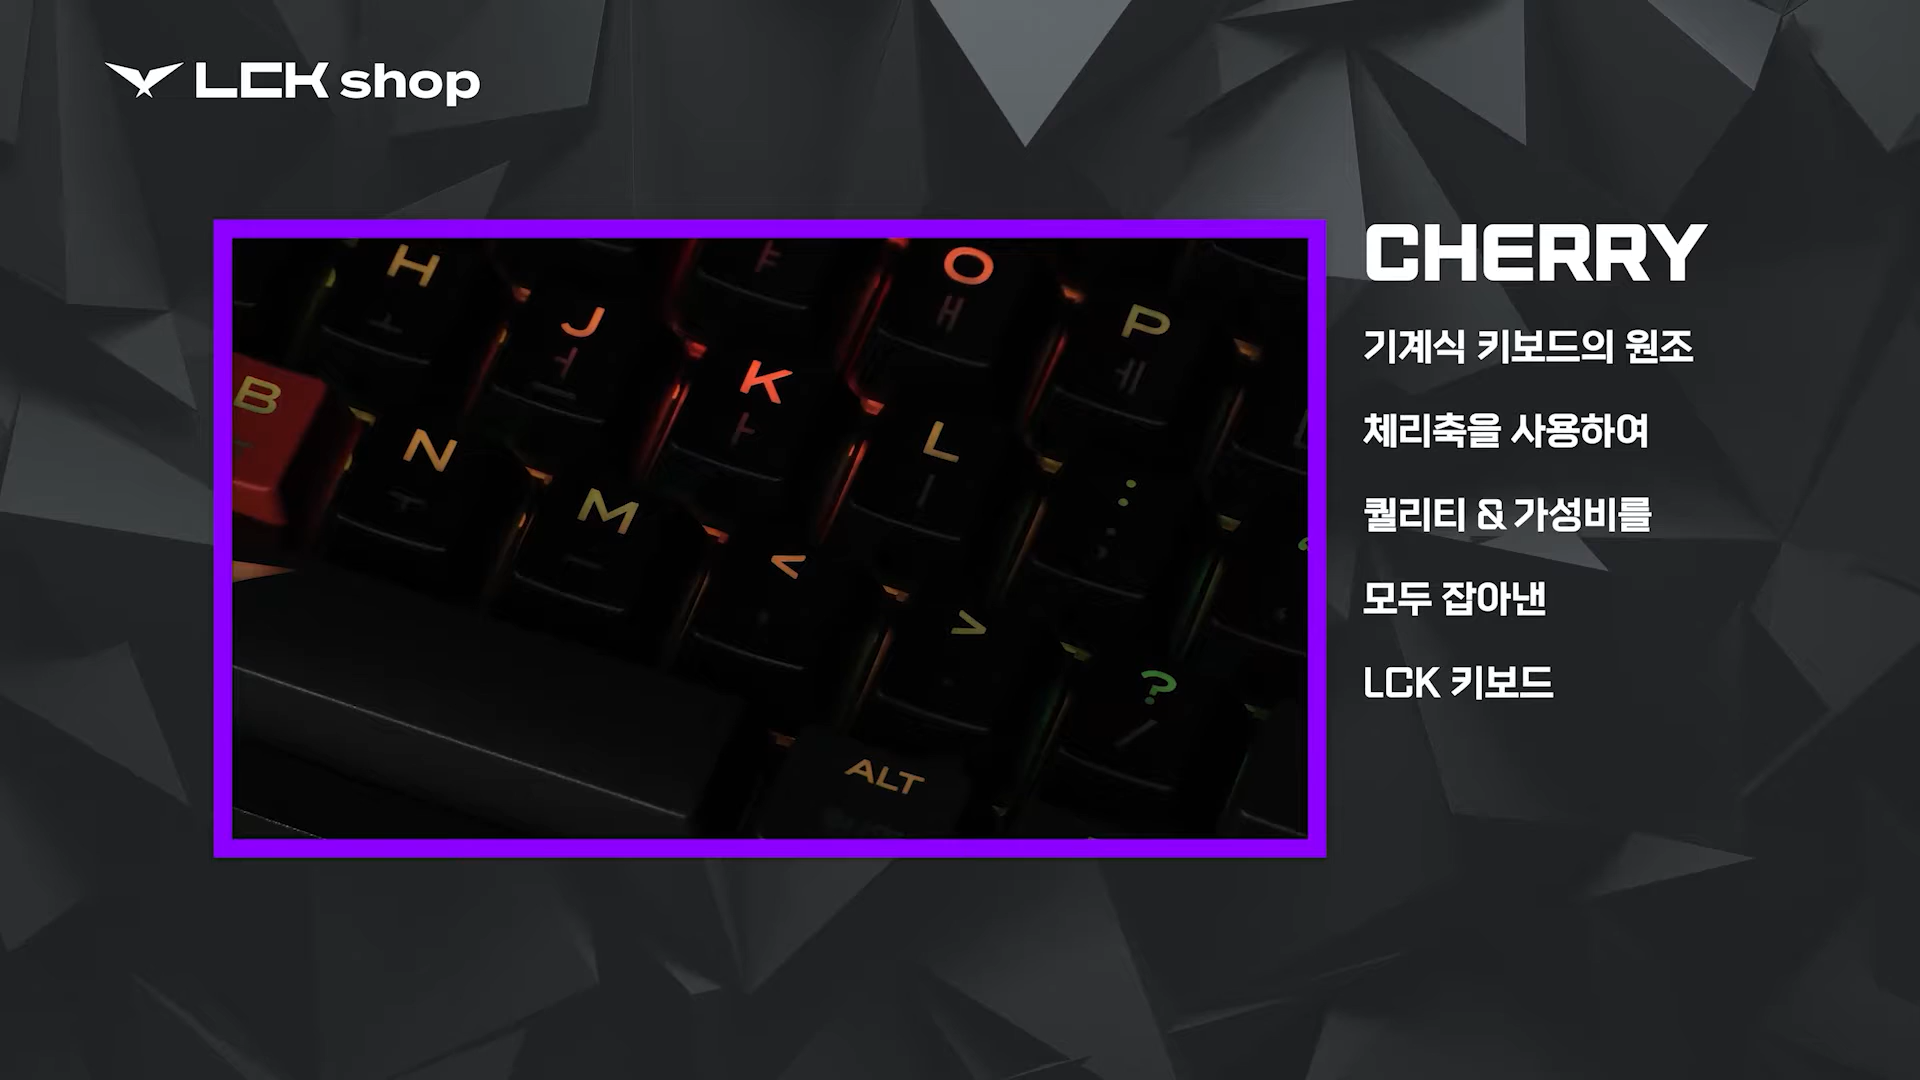 LCK shop
CHERRY
기계식 키보드의 원조
체리축을 사용하여
퀄리티 & 가성비를
모두 잡아낸
LCK 키보드
H
ㅗ
J
ㅓ
K
ㅏ
L
ㅣ
O
ㅐ
P
ㅔ
B
N
ㅜ
M
ㅡ
<
>
:
;
?
/
ALT